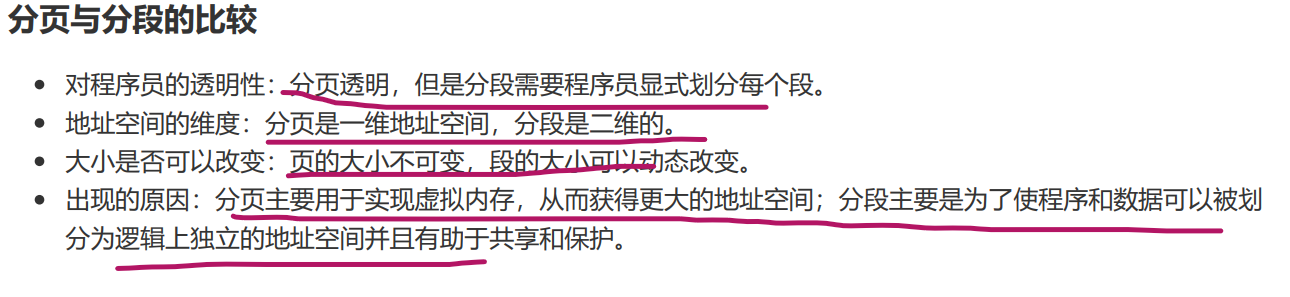 分页与分段的比较
对程序员的透明性：分页透明，但是分段需要程序员显式划分每个段。
地址空间的维度：分页是一维地址空间，分段是二维的。
大小是否可以改变：页的大小不可变，段的大小可以动态改变。
出现的原因：分页主要用于实现虚拟内存，从而获得更大的地址空间；分段主要是为了使程序和数据可以被划
分为逻辑上独立的地址空间并且有助于共享和保护。